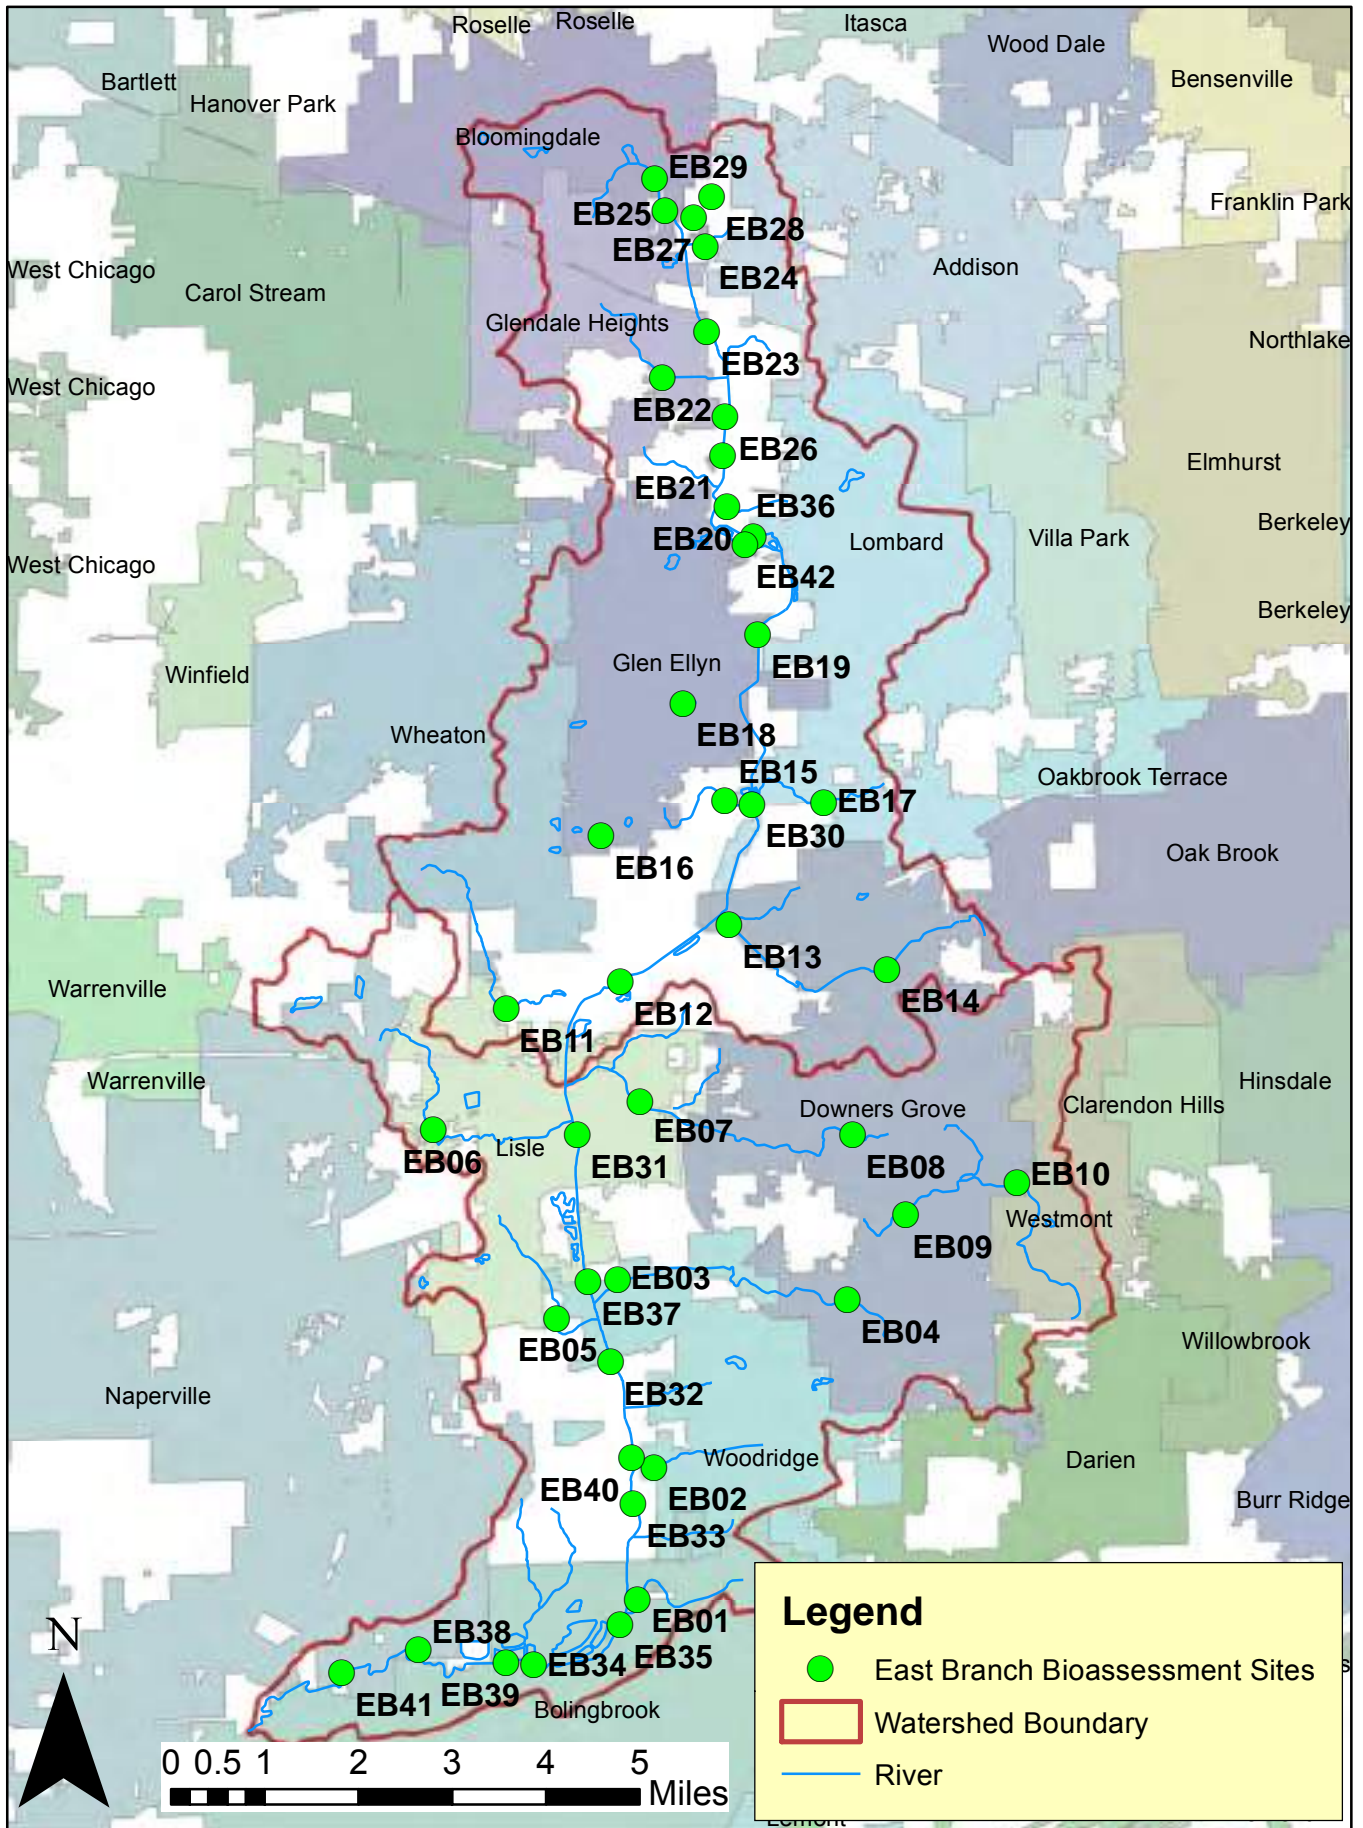 Roselle
Roselle
Itasca
Wood Dale
Bartlett
Hanover Park
Bensenville
Bloomingdale
EB29
EB25
EB28
EB27
EB24
Franklin Park
West Chicago
Carol Stream
Addison
Glendale Heights
Northlake
EB23
West Chicago
EB22
EB26
Elmhurst
EB21
EB36
Berkeley
EB20
Lombard
Villa Park
West Chicago
EB42
Berkeley
Winfield
Glen Ellyn
EB19
Wheaton
EB18
EB15
Oakbrook Terrace
EB17
EB30
EB16
Oak Brook
EB13
Warrenville
EB14
EB12
EB11
Warrenville
Hinsdale
Downers Grove
Clarendon Hills
EB07
EB06
Lisle
EB31
EB08
EB10
Westmont
EB09
EB03
EB37
EB04
EB05
Willowbrook
EB32
Naperville
Woodridge
Darien
EB40
EB02
Burr Ridge
EB33
EB01
EB38
EB34
EB35
EB41
EB39
Bolingbrook
N
0 0.5 1 2 3 4 5
Miles
Legend
East Branch Bioassessment Sites
Watershed Boundary
River
Lemont